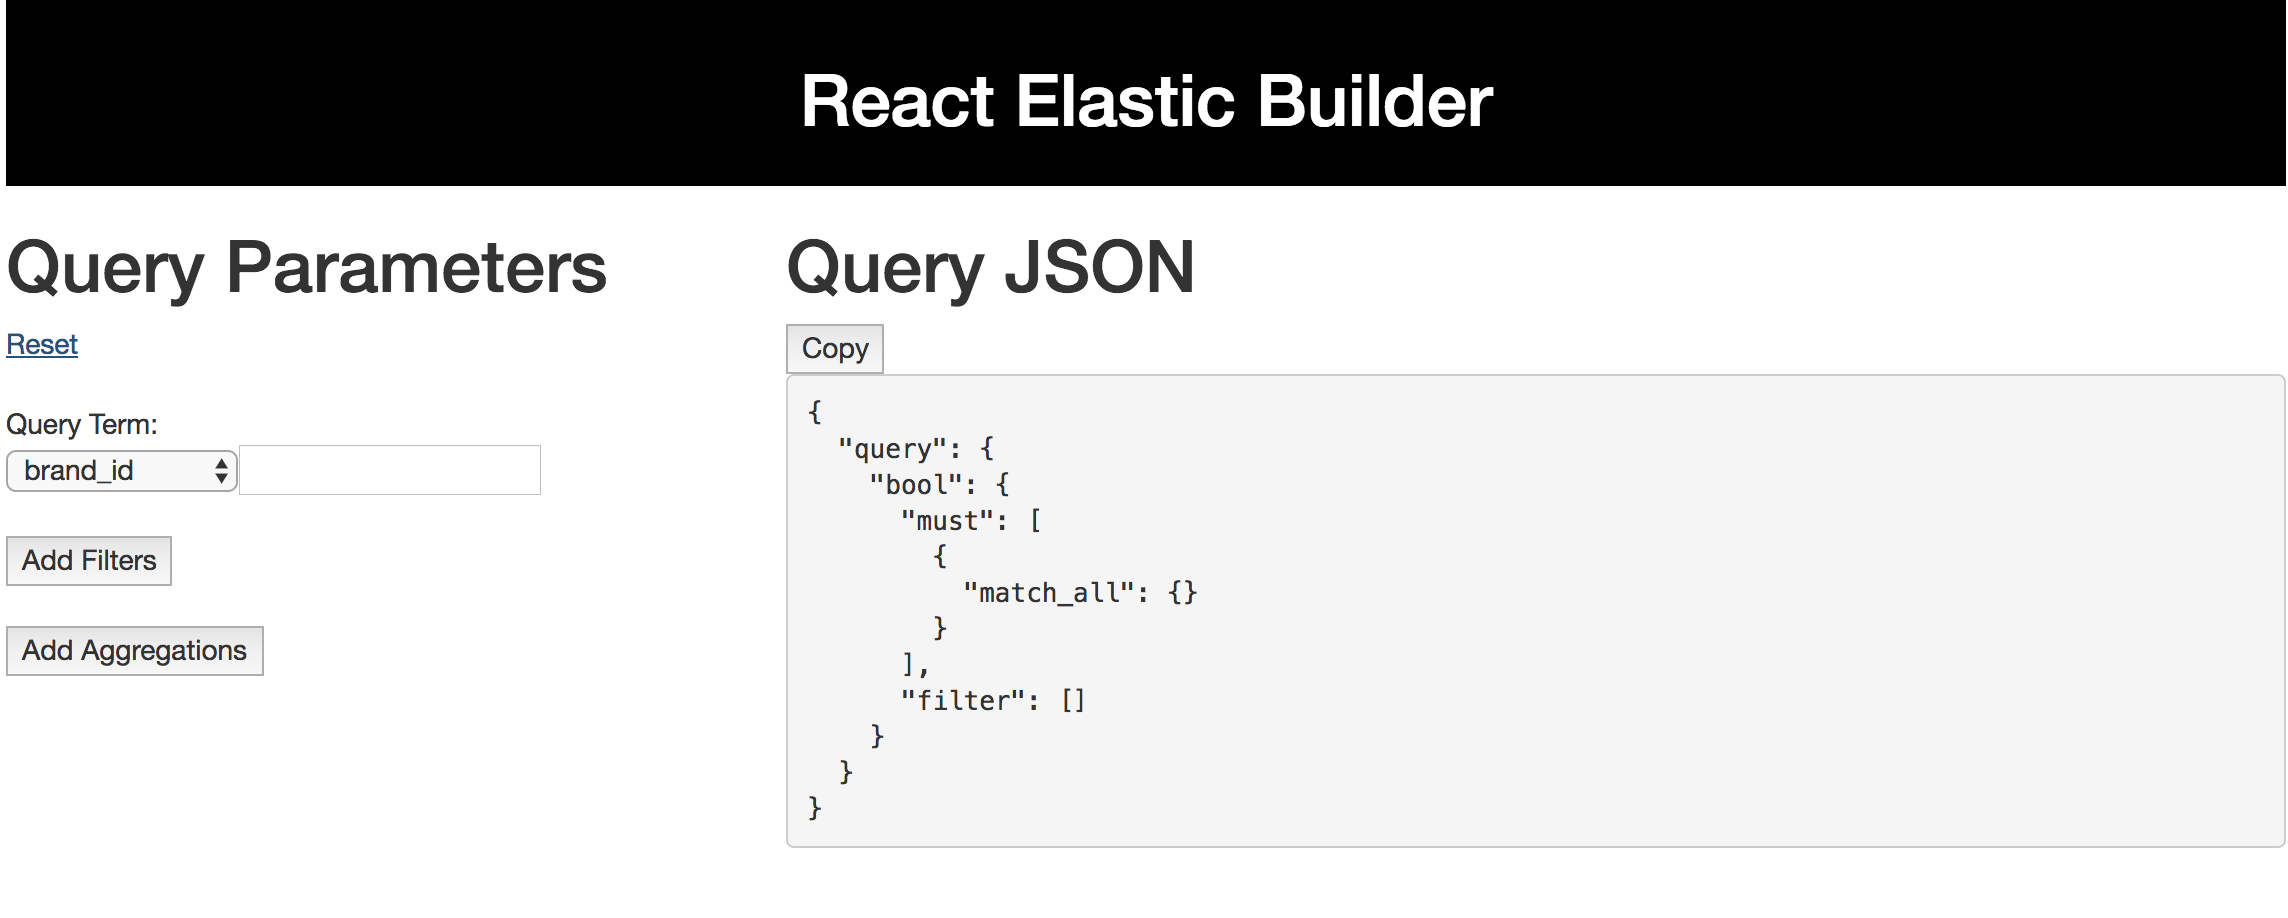 React Elastic Builder
Query Parameters
Reset
Query Term:
brand_id
Add Filters
Add Aggregations
Query JSON
Copy
{
  "query": {
    "bool": {
      "must": [
        {
          "match_all": {}
        }
      ],
      "filter": []
    }
  }
}